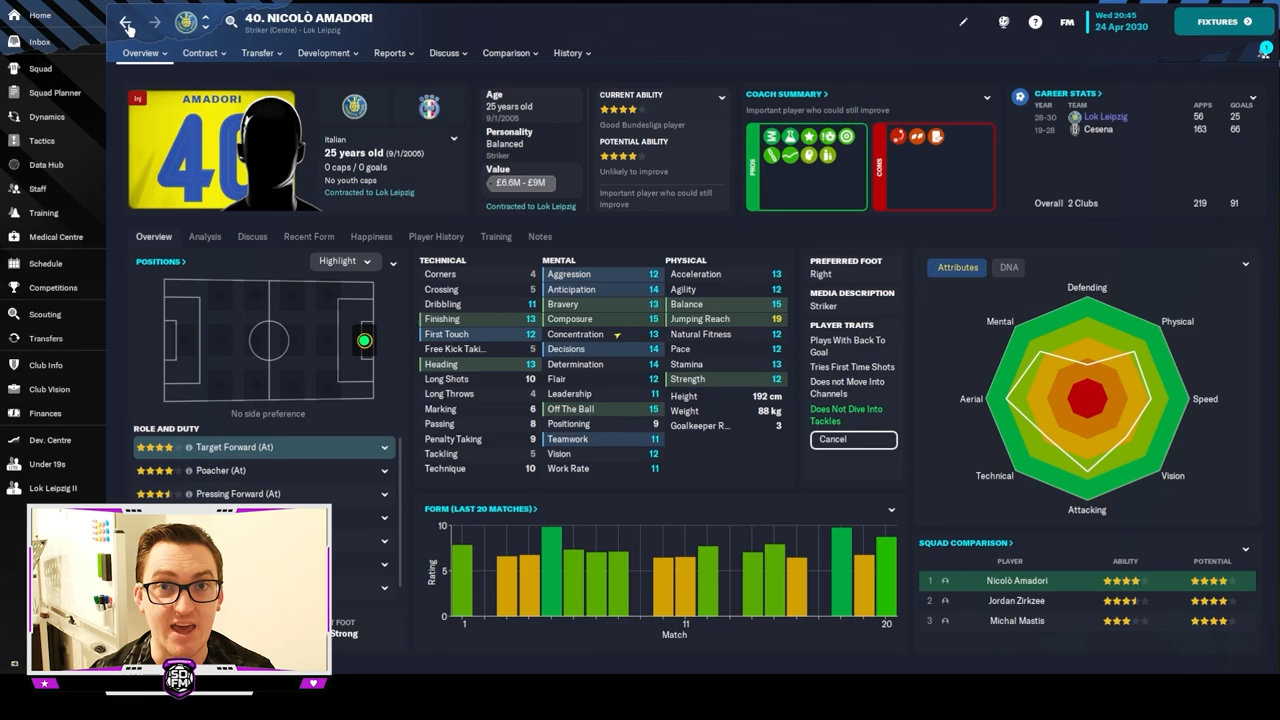 Home
Inbox
Squad
Squad Planner
Dynamics
Tactics
Data Hub
Staff
Training
Medical Centre
Schedule
Competitions
Scouting
Transfers
Club Info
Club Vision
Finances
Dev. Centre
Under 19s
Lok Leipzig II
40. NICOLÒ AMADORI
Striker (Centre) - Lok Leipzig
FM
Wed 20:45
24 Apr 2030
FIXTURES
1
Overview
Contract
Transfer
Development
Reports
Discuss
Comparison
History
Inj
AMADORI
40
Italian
25 years old (9/1/2005)
0 caps / 0 goals
No youth caps
Contracted to Lok Leipzig
Age
25 years old
9/1/2005
Personality
Balanced
Striker
Value
£6.6M - £9M
Contracted to Lok Leipzig
CURRENT ABILITY
Good Bundesliga player
POTENTIAL ABILITY
Unlikely to improve
Important player who could still
improve
COACH SUMMARY >
Important player who could still improve
PROS
CONS
CAREER STATS >
YEAR TEAM APPS GOALS
28-30 Lok Leipzig 56 25
19-28 Cesena 163 66
Overall 2 Clubs 219 91
Overview
Analysis
Discuss
Recent Form
Happiness
Player History
Training
Notes
POSITIONS >
Highlight
No side preference
ROLE AND DUTY
Target Forward (At)
Poacher (At)
Pressing Forward (At)
FOOT
Strong
TECHNICAL
Corners 4
Crossing 5
Dribbling 11
Finishing 13
First Touch 12
Free Kick Taki... 5
Heading 13
Long Shots 10
Long Throws 4
Marking 6
Passing 8
Penalty Taking 9
Tackling 5
Technique 10
MENTAL
Aggression 12
Anticipation 14
Bravery 13
Composure 15
Concentration 13
Decisions 14
Determination 14
Flair 12
Leadership 11
Off The Ball 15
Positioning 9
Teamwork 11
Vision 12
Work Rate 11
PHYSICAL
Acceleration 13
Agility 12
Balance 15
Jumping Reach 19
Natural Fitness 12
Pace 12
Stamina 13
Strength 12
Height 192 cm
Weight 88 kg
Goalkeeper R... 3
PREFERRED FOOT
Right
MEDIA DESCRIPTION
Striker
PLAYER TRAITS
Plays With Back To
Goal
Tries First Time Shots
Does not Move Into
Channels
Does Not Dive Into
Tackles
Cancel
Attributes
DNA
Defending
Mental
Physical
Aerial
Speed
Technical
Vision
Attacking
FORM (LAST 20 MATCHES) >
Rating
10
5
0
1
11
20
Match
SQUAD COMPARISON >
PLAYER ABILITY POTENTIAL
1 Nicolò Amadori
2 Jordan Zirkzee
3 Michal Mastis
SD
FM